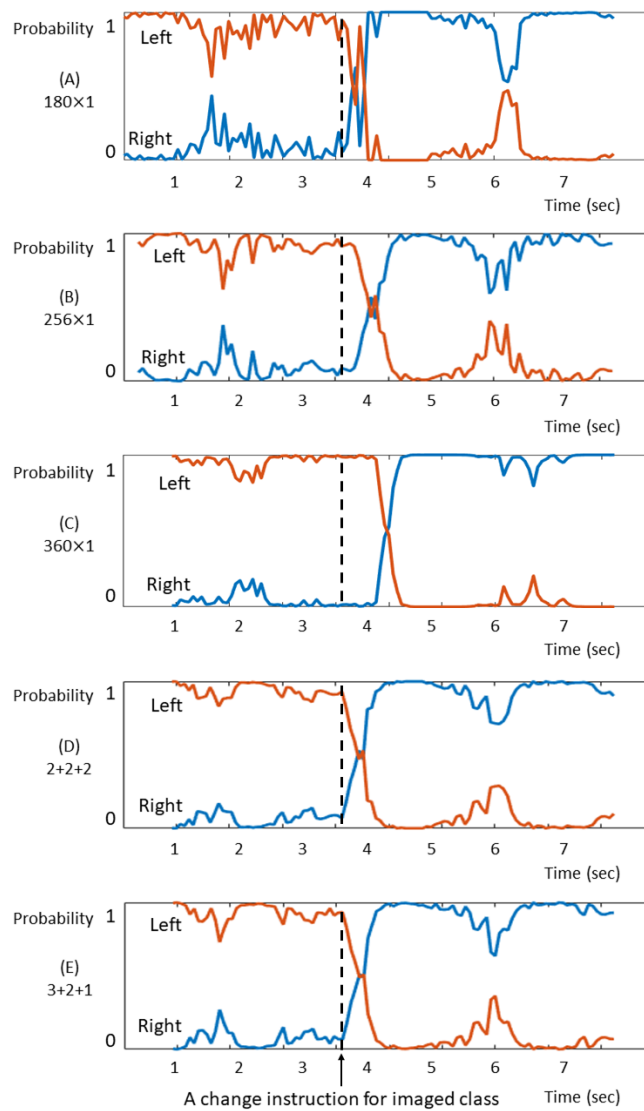 Probability 1
Left
(A)
180×1
Right
0
1 2 3 4 5 6 7
Time (sec)
Probability 1
Left
(B)
256×1
Right
0
1 2 3 4 5 6 7
Time (sec)
Probability 1
Left
(C)
360×1
Right
0
1 2 3 4 5 6 7
Time (sec)
Probability 1
Left
(D)
2+2+2
Right
0
1 2 3 4 5 6 7
Time (sec)
Probability 1
Left
(E)
3+2+1
Right
0
1 2 3 4 5 6 7
A change instruction for imaged class Time (sec)